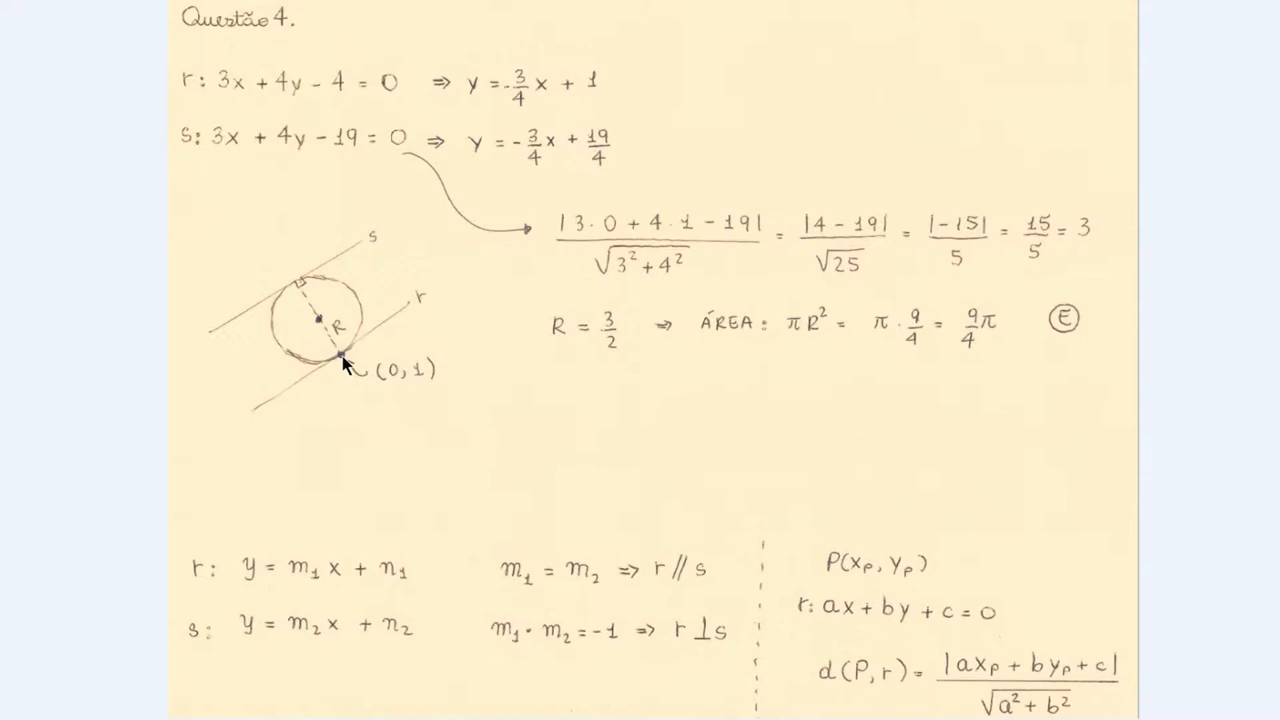 Questão 4.
r: 3x + 4y - 4 = 0 ⇒ y = -3/4 x + 1
s: 3x + 4y - 19 = 0 ⇒ y = -3/4 x + 19/4
|3 · 0 + 4 · 1 - 19| / √(3² + 4²) = |4 - 19| / √25 = |-15| / 5 = 15/5 = 3
s
r
R
(0,1)
R = 3/2 ⇒ ÁREA: πR² = π · 9/4 = 9/4 π (E)
r: y = m₁x + n₁ m₁ = m₂ ⇒ r // s
s: y = m₂x + n₂ m₁ · m₂ = -1 ⇒ r ⊥ s
P(xₚ, yₚ)
r: ax + by + c = 0
d(P, r) = |axₚ + byₚ + c| / √(a² + b²)